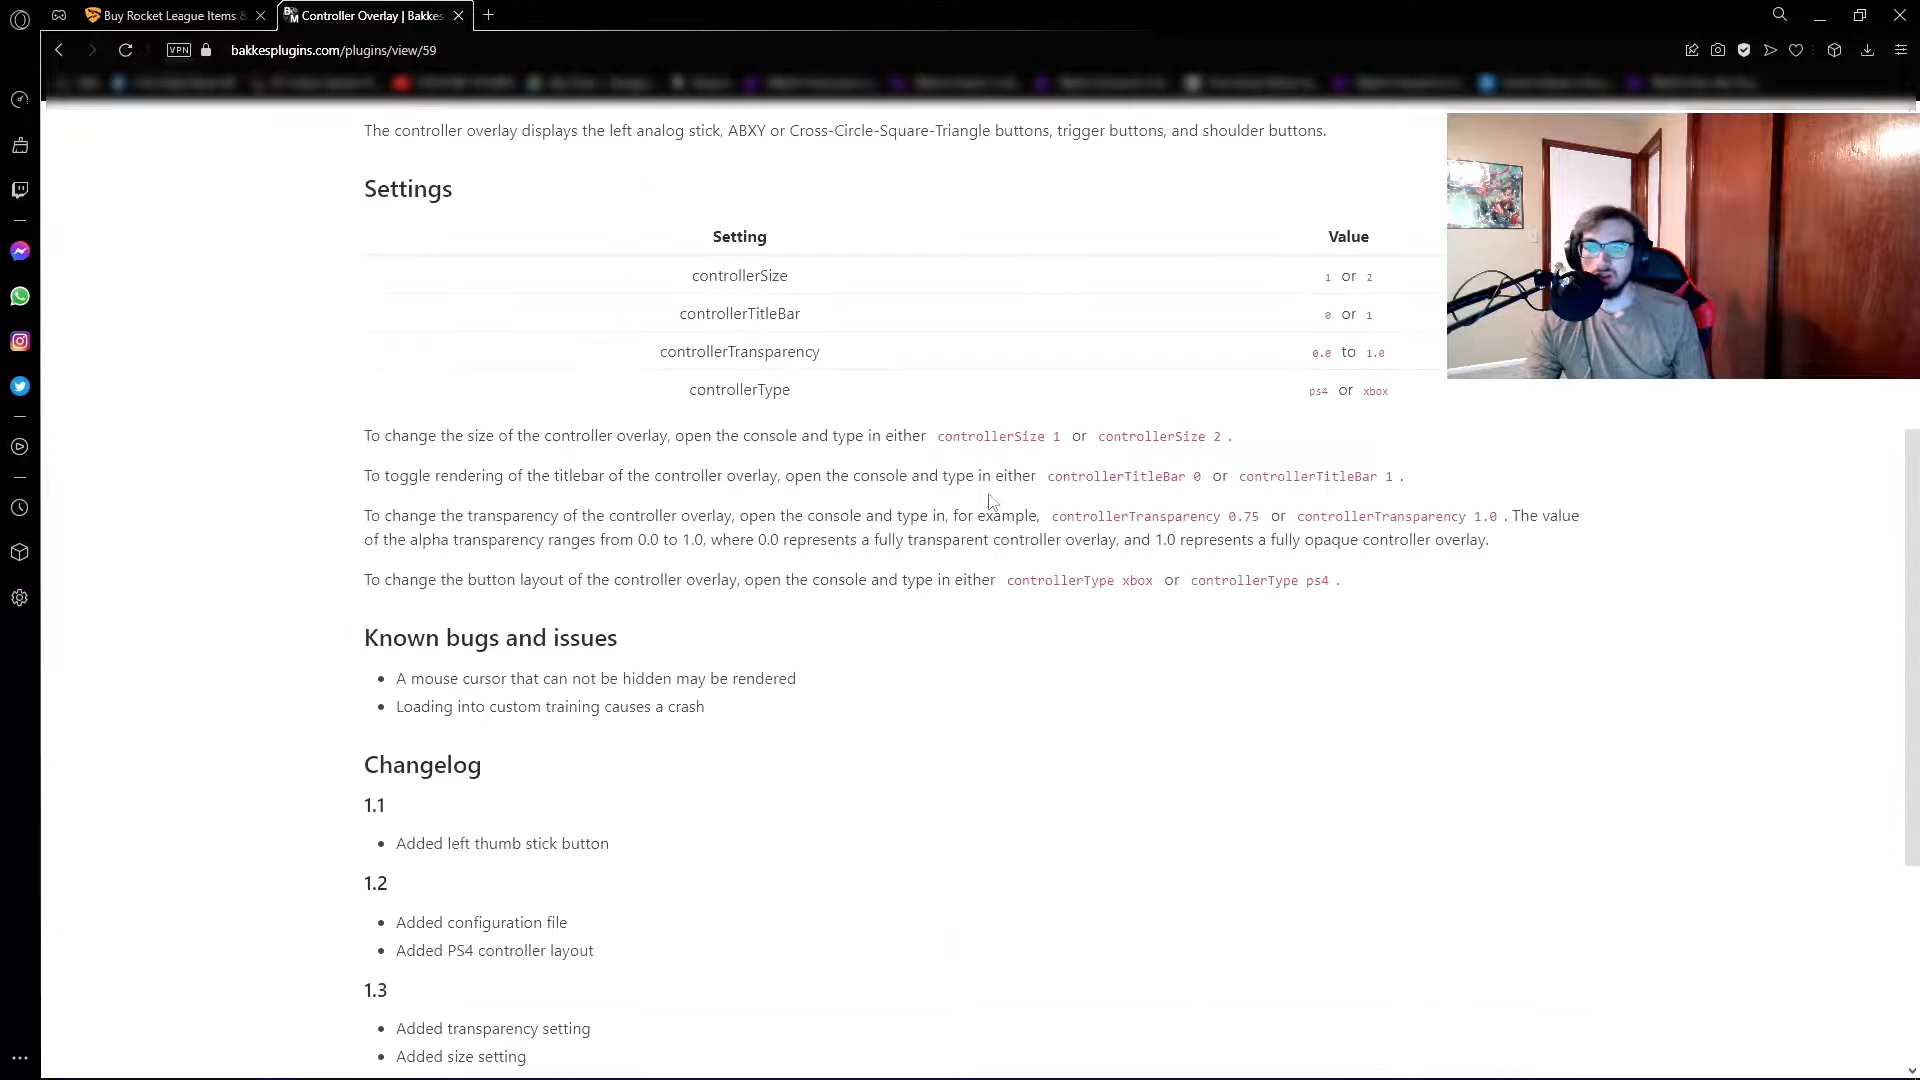 Buy Rocket League Items &
Controller Overlay | Bakkes
VPN
bakkesplugins.com/plugins/view/59
The controller overlay displays the left analog stick, ABXY or Cross-Circle-Square-Triangle buttons, trigger buttons, and shoulder buttons.
Settings
Setting Value
controllerSize 1 or 2
controllerTitleBar 0 or 1
controllerTransparency 0.0 to 1.0
controllerType ps4 or xbox
To change the size of the controller overlay, open the console and type in either controllerSize 1 or controllerSize 2 .
To toggle rendering of the titlebar of the controller overlay, open the console and type in either controllerTitleBar 0 or controllerTitleBar 1 .
To change the transparency of the controller overlay, open the console and type in, for example, controllerTransparency 0.75 or controllerTransparency 1.0 . The value
of the alpha transparency ranges from 0.0 to 1.0, where 0.0 represents a fully transparent controller overlay, and 1.0 represents a fully opaque controller overlay.
To change the button layout of the controller overlay, open the console and type in either controllerType xbox or controllerType ps4 .
Known bugs and issues
• A mouse cursor that can not be hidden may be rendered
• Loading into custom training causes a crash
Changelog
1.1
• Added left thumb stick button
1.2
• Added configuration file
• Added PS4 controller layout
1.3
• Added transparency setting
• Added size setting